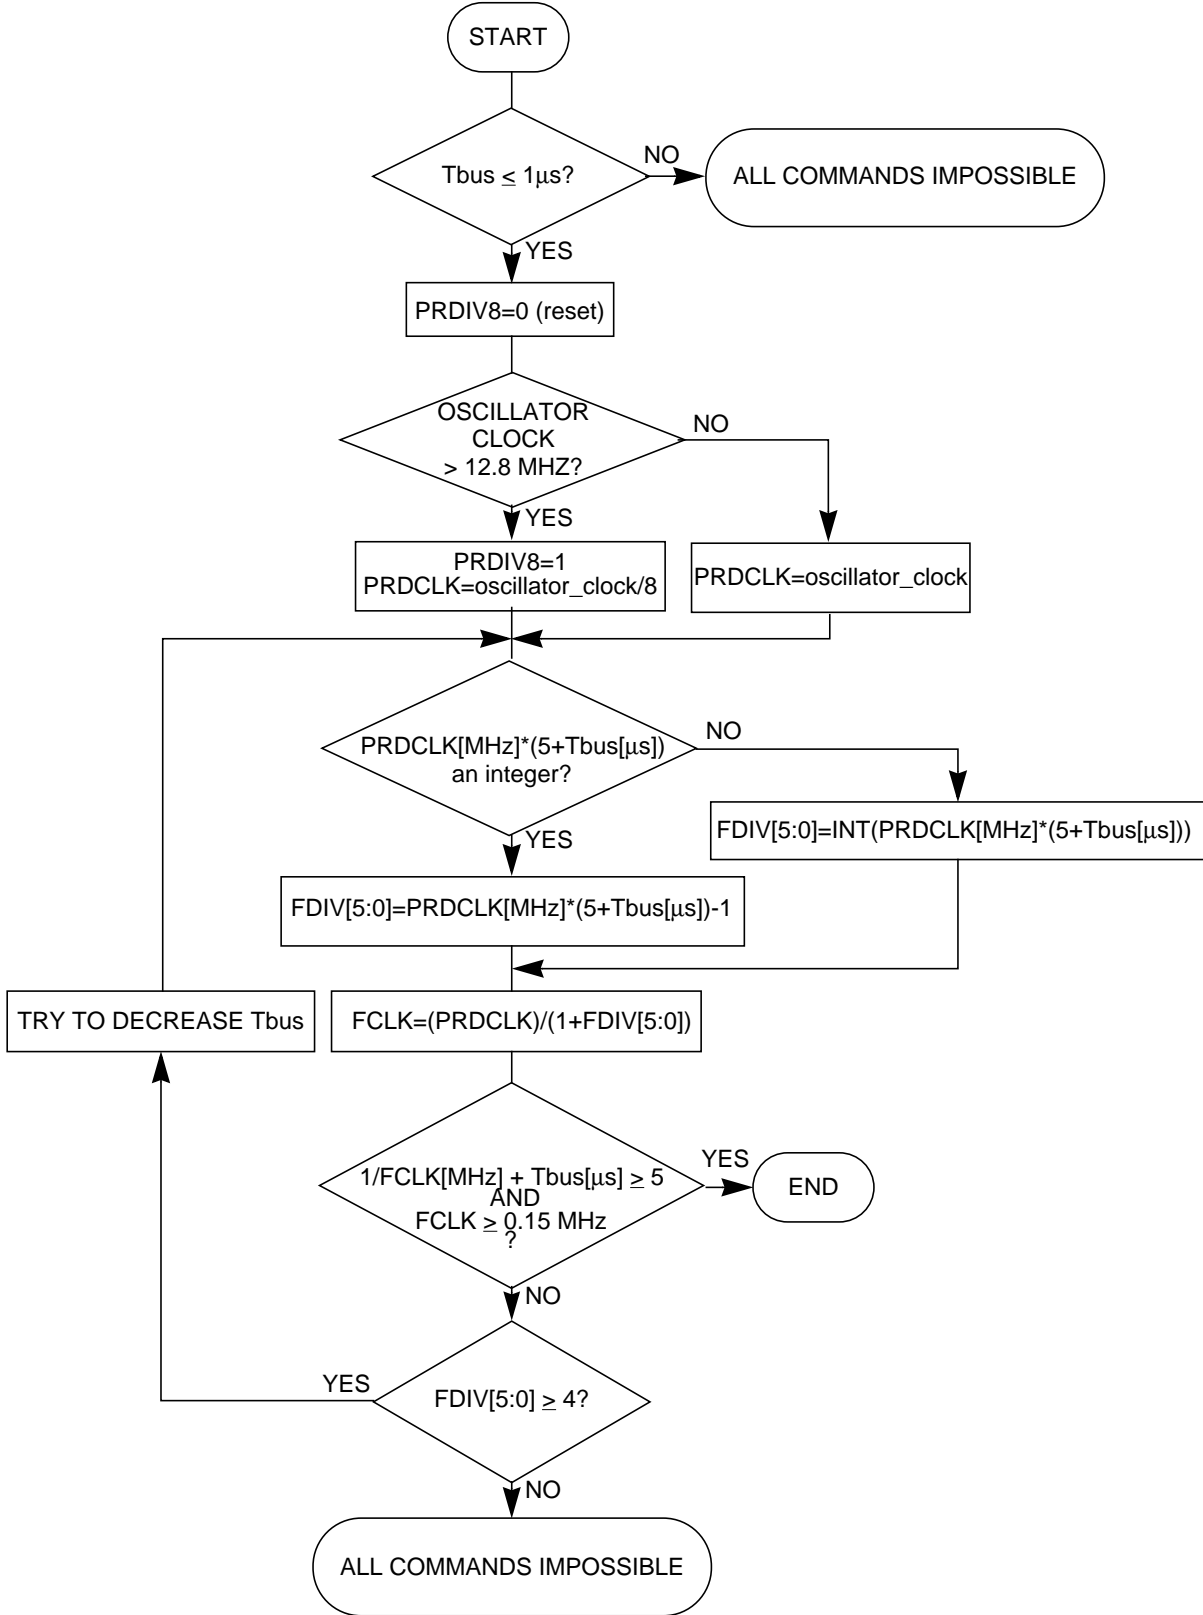 START
Tbus ≤ 1μs?
NO
ALL COMMANDS IMPOSSIBLE
YES
PRDIV8=0 (reset)
OSCILLATOR
CLOCK
> 12.8 MHZ?
NO
YES
PRDIV8=1
PRDCLK=oscillator_clock/8
PRDCLK=oscillator_clock
PRDCLK[MHz]*(5+Tbus[μs])
an integer?
NO
YES
FDIV[5:0]=INT(PRDCLK[MHz]*(5+Tbus[μs]))
FDIV[5:0]=PRDCLK[MHz]*(5+Tbus[μs])-1
TRY TO DECREASE Tbus
FCLK=(PRDCLK)/(1+FDIV[5:0])
1/FCLK[MHz] + Tbus[μs] ≥ 5
AND
FCLK ≥ 0.15 MHz
?
YES
END
NO
FDIV[5:0] ≥ 4?
YES
NO
ALL COMMANDS IMPOSSIBLE